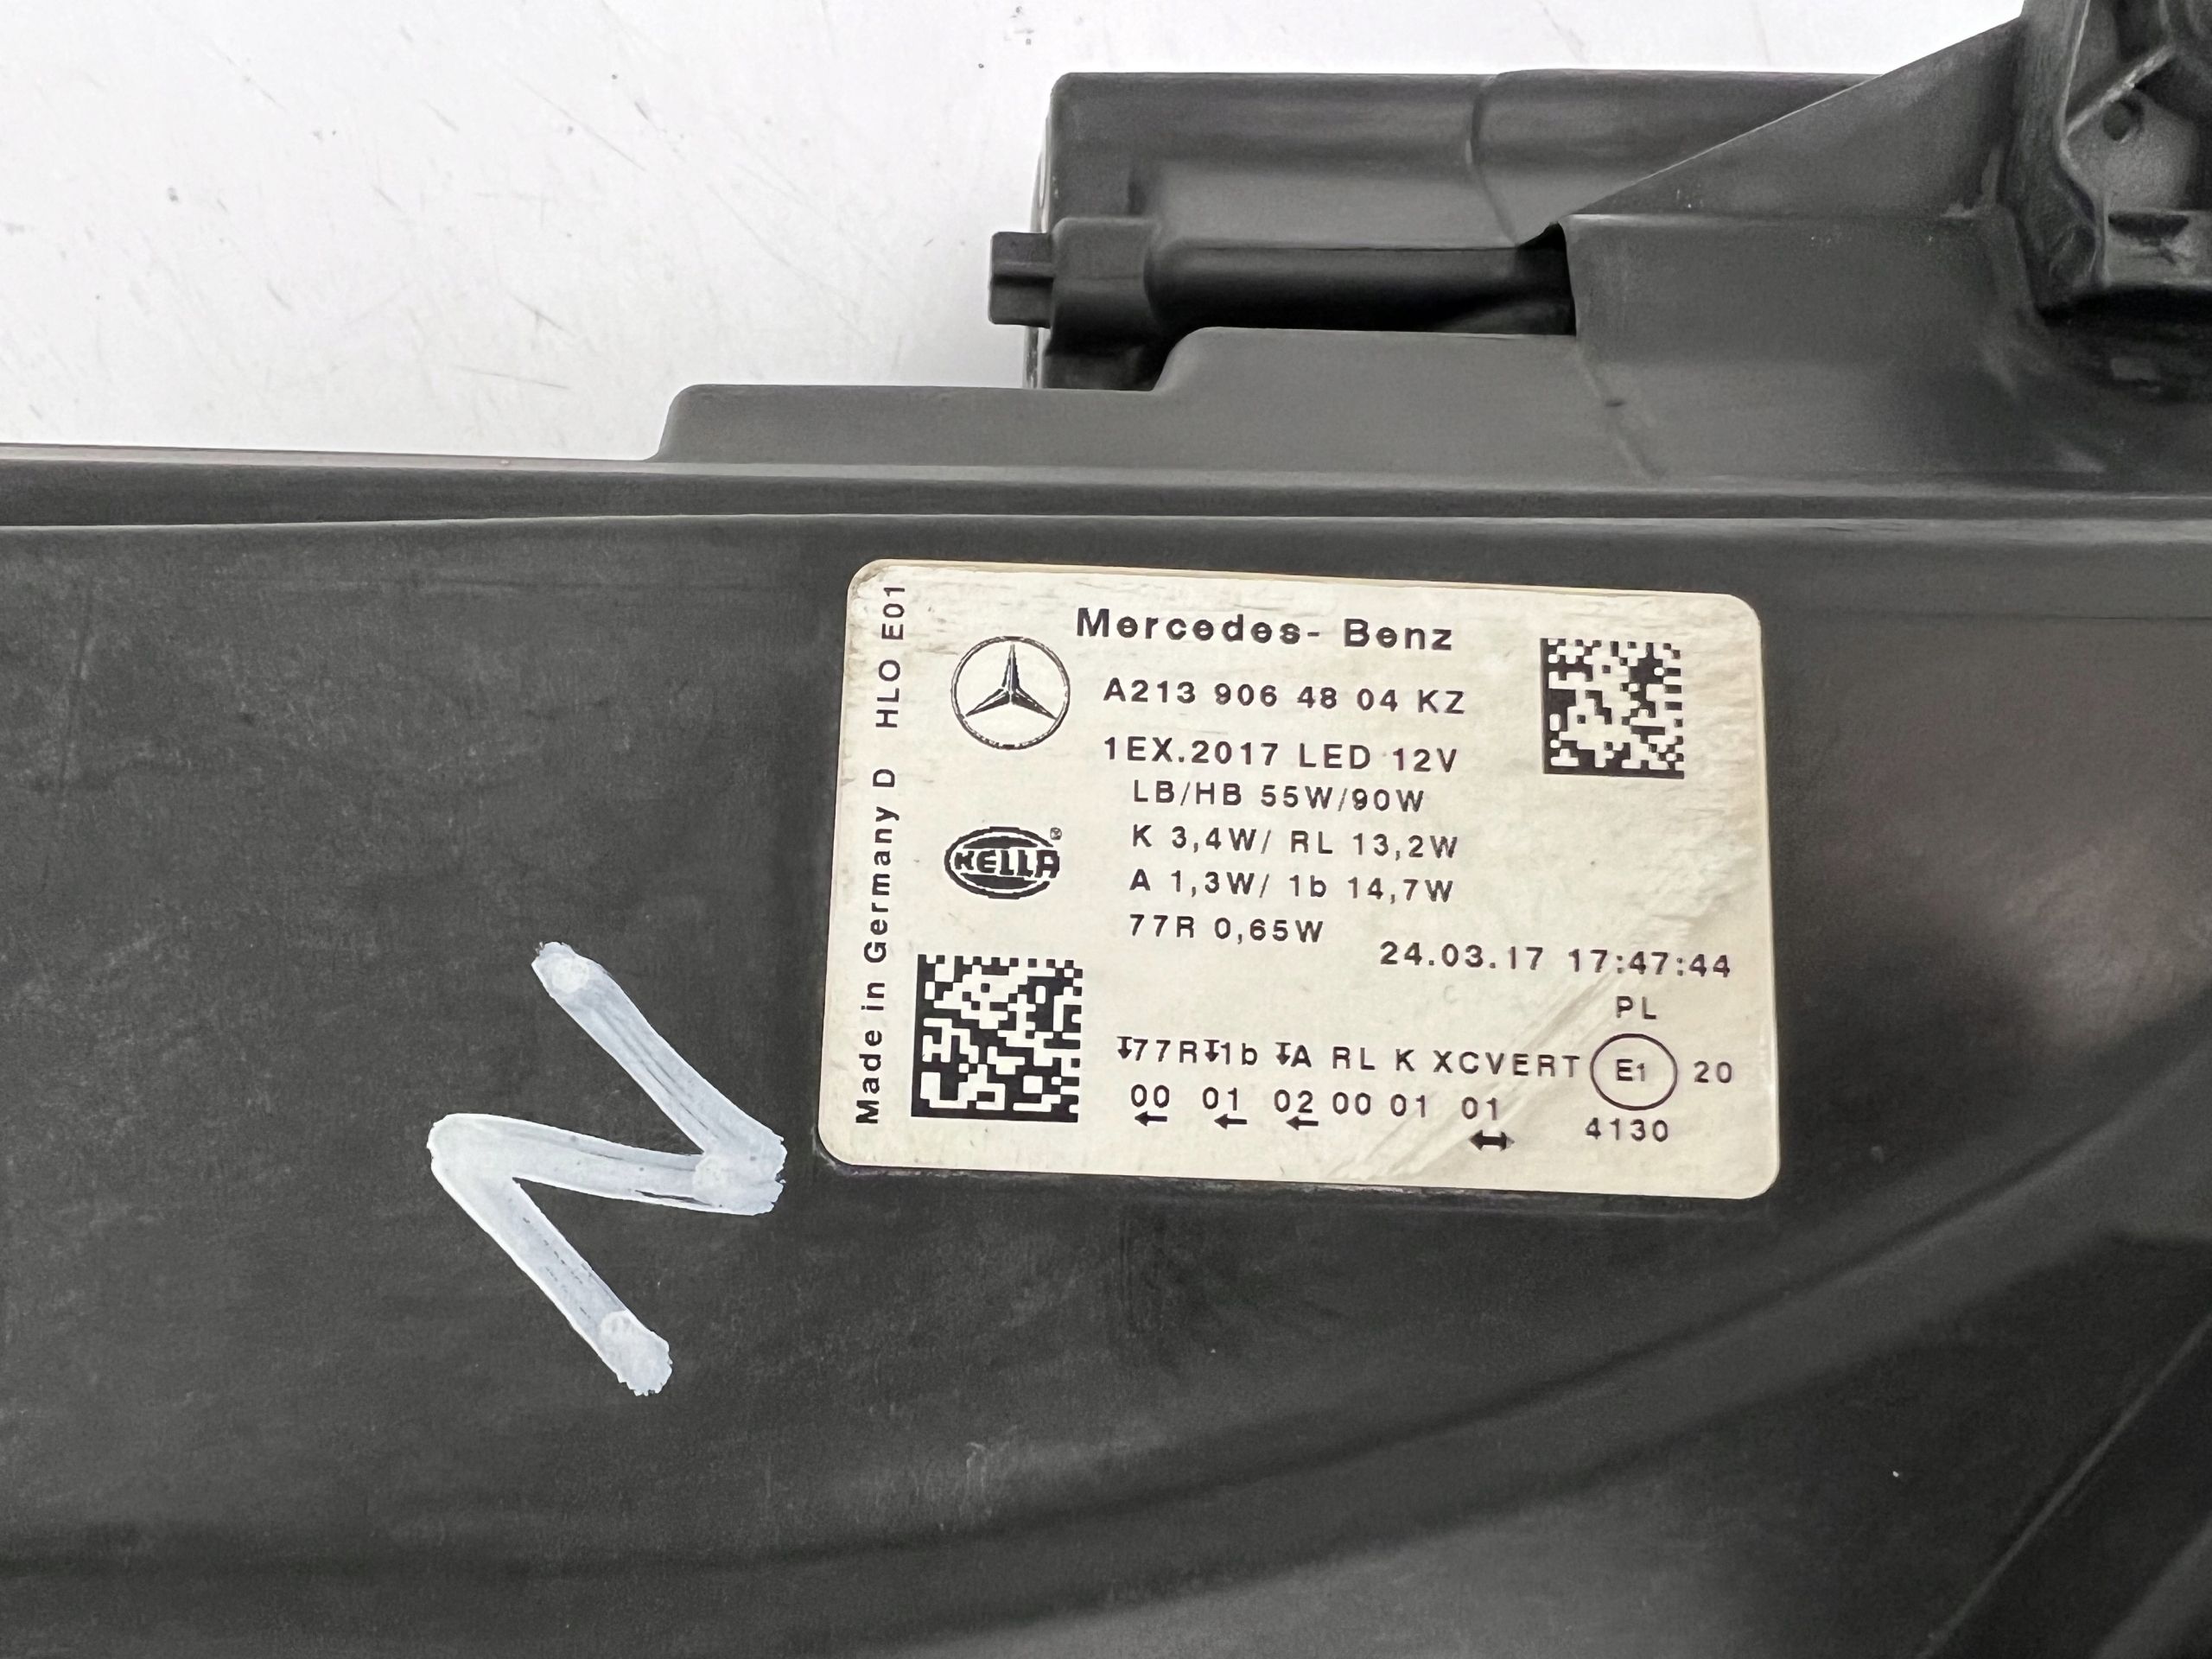 Mercedes- Benz
A213 906 48 04 KZ
1EX.2017 LED 12V
LB/HB 55W/90W
K 3,4W/ RL 13,2W
A 1,3W/ 1b 14,7W
77R 0,65W
24.03.17 17:47:44
PL
77R 1b A RL K XCVERT E1 20
00 01 02 00 01 01
4130
HELLA ®
Made in Germany D HLO E01
N